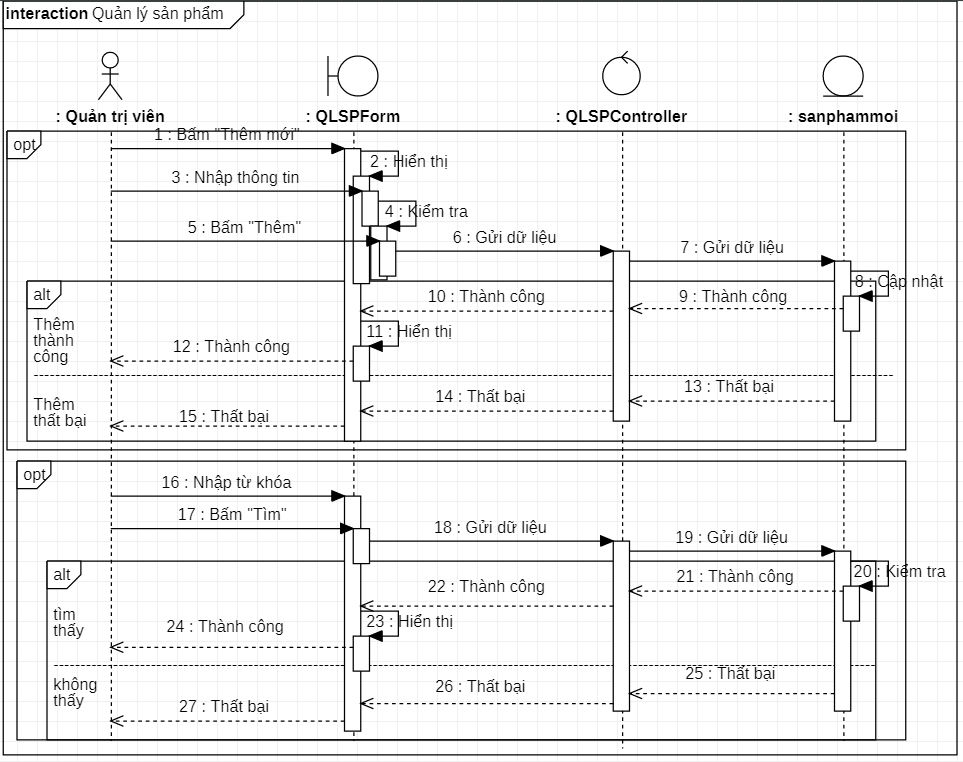 interaction Quản lý sản phẩm
: Quản trị viên
: QLSPForm
: QLSPController
: sanphammoi
opt
1 : Bấm "Thêm mới"
2 : Hiển thị
3 : Nhập thông tin
4 : Kiểm tra
5 : Bấm "Thêm"
6 : Gửi dữ liệu
7 : Gửi dữ liệu
8 : Cập nhật
alt
Thêm
thành
công
9 : Thành công
10 : Thành công
11 : Hiển thị
12 : Thành công
13 : Thất bại
14 : Thất bại
Thêm
thất bại
15 : Thất bại
opt
16 : Nhập từ khóa
17 : Bấm "Tìm"
18 : Gửi dữ liệu
19 : Gửi dữ liệu
alt
20 : Kiểm tra
21 : Thành công
22 : Thành công
tìm
thấy
23 : Hiển thị
24 : Thành công
25 : Thất bại
không
thấy
26 : Thất bại
27 : Thất bại